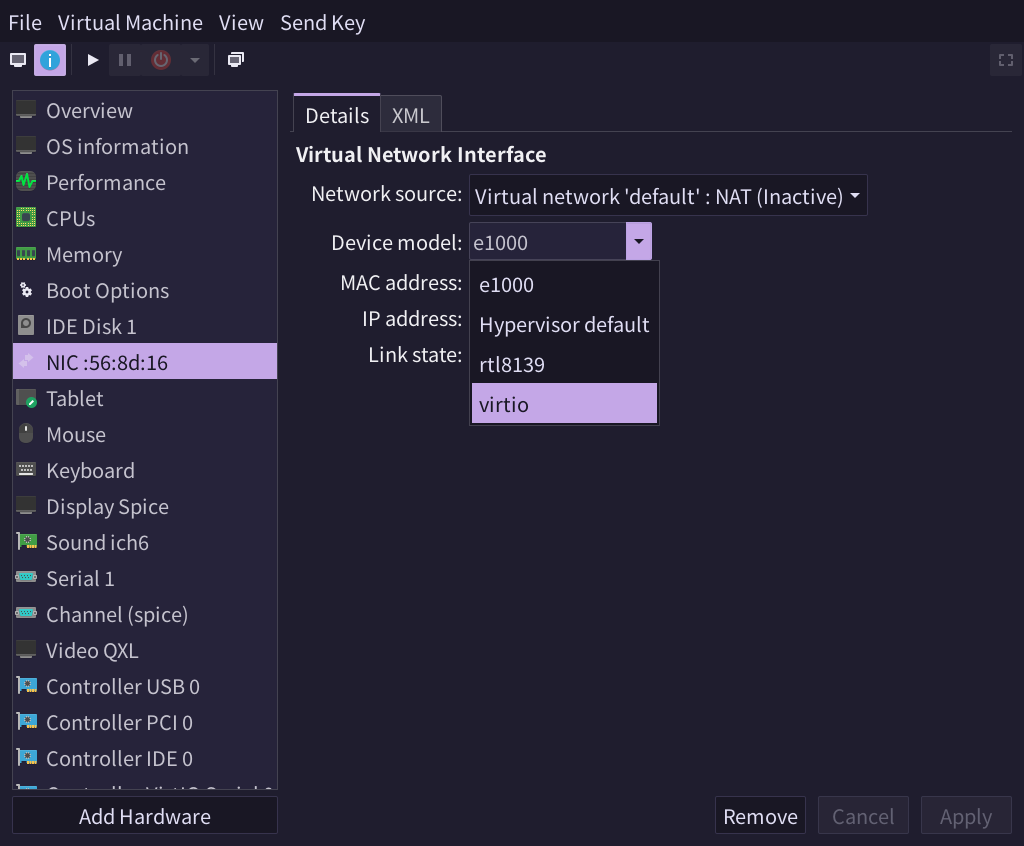 File Virtual Machine View Send Key
Overview
OS information
Performance
CPUs
Memory
Boot Options
IDE Disk 1
NIC :56:8d:16
Tablet
Mouse
Keyboard
Display Spice
Sound ich6
Serial 1
Channel (spice)
Video QXL
Controller USB 0
Controller PCI 0
Controller IDE 0
Add Hardware
Details XML
Virtual Network Interface
Network source: Virtual network 'default' : NAT (Inactive)
Device model: e1000
MAC address:
IP address:
Link state:
e1000
Hypervisor default
rtl8139
virtio
Remove Cancel Apply